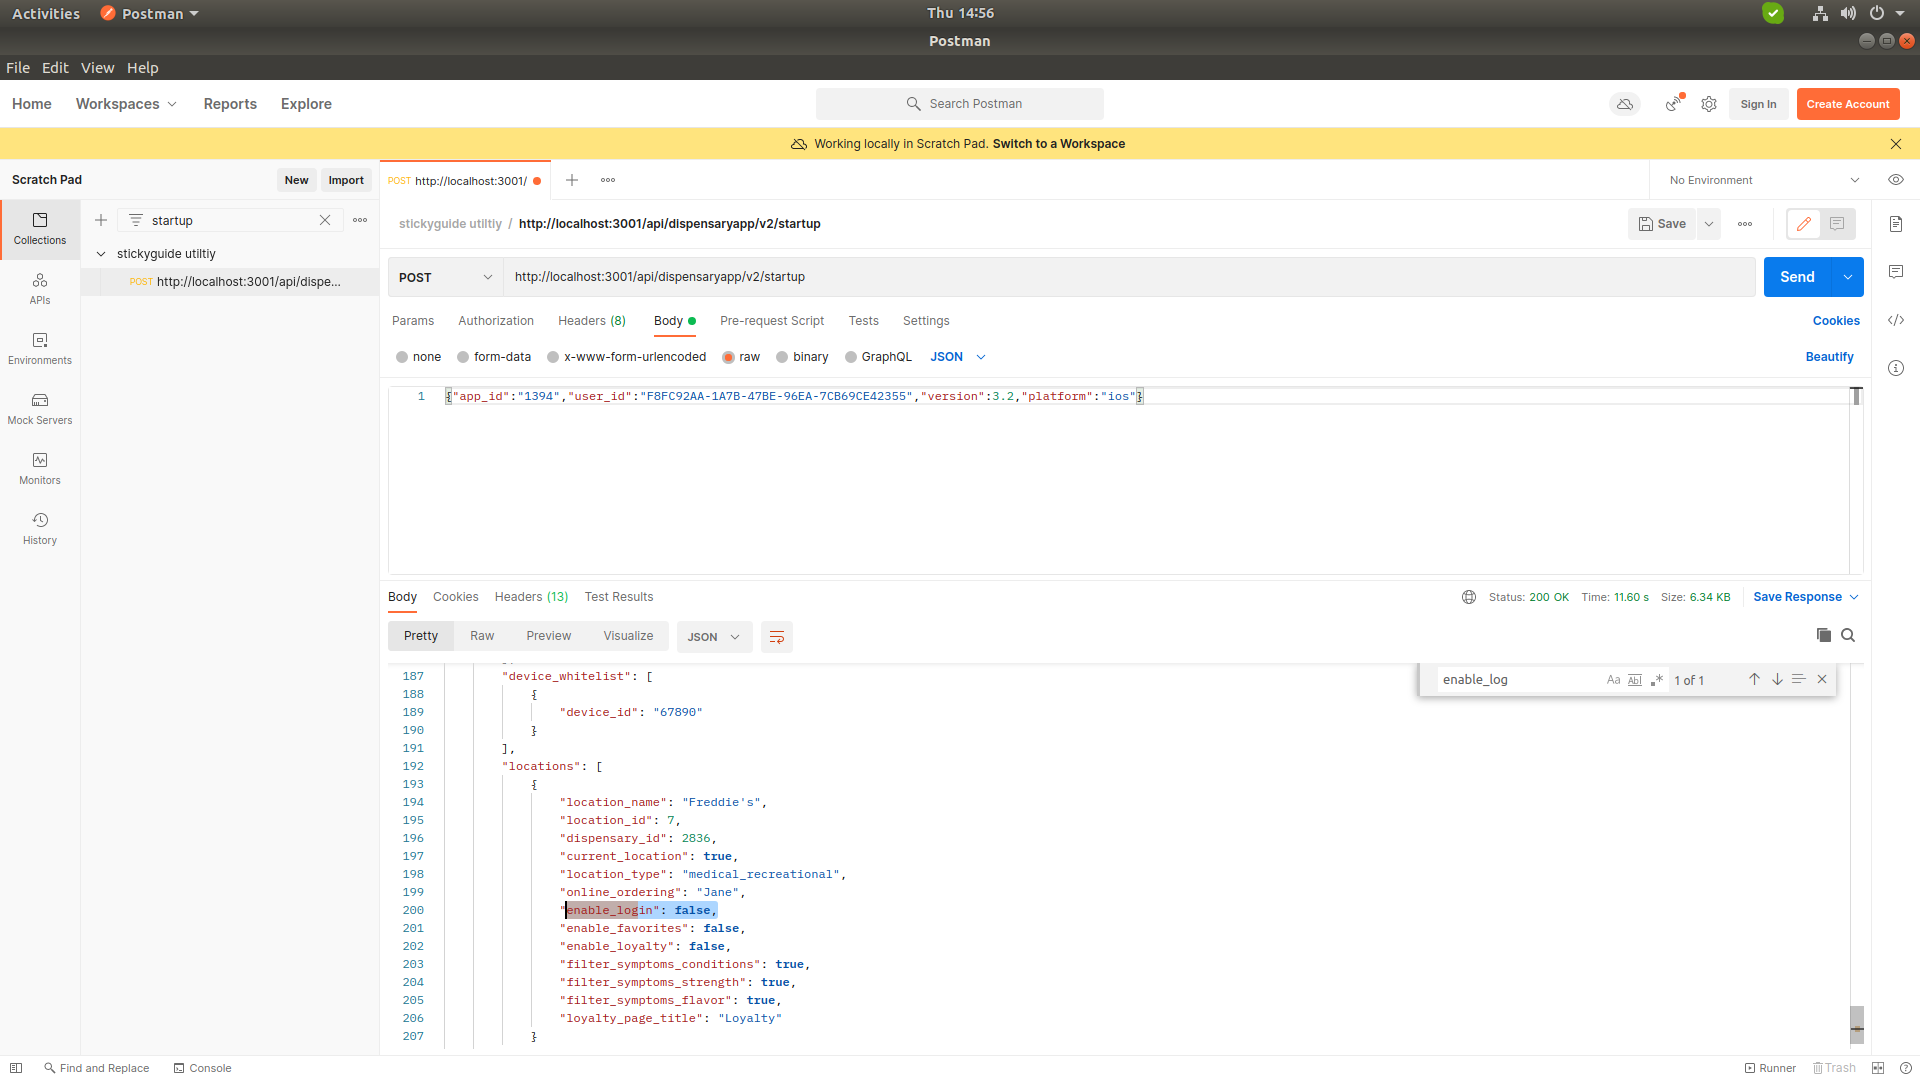 Activities Postman Thu 14:56
Postman
File Edit View Help
Home Workspaces Reports Explore Search Postman Sign In Create Account
Working locally in Scratch Pad. Switch to a Workspace
Scratch Pad New Import POST http://localhost:3001/ No Environment
startup
stickyguide utiltiy / http://localhost:3001/api/dispensaryapp/v2/startup Save
Collections
stickyguide utiltiy
POST http://localhost:3001/api/dispe...
POST http://localhost:3001/api/dispensaryapp/v2/startup Send
APIs
Environments
Mock Servers
Monitors
History
Params Authorization Headers (8) Body Pre-request Script Tests Settings Cookies
none form-data x-www-form-urlencoded raw binary GraphQL JSON Beautify
1 {"app_id":"1394","user_id":"F8FC92AA-1A7B-47BE-96EA-7CB69CE42355","version":3.2,"platform":"ios"}
Body Cookies Headers (13) Test Results Status: 200 OK Time: 11.60 s Size: 6.34 KB Save Response
Pretty Raw Preview Visualize JSON
enable_log Aa Abl .* 1 of 1
187 "device_whitelist": [
188 {
189 "device_id": "67890"
190 }
191 ],
192 "locations": [
193 {
194 "location_name": "Freddie's",
195 "location_id": 7,
196 "dispensary_id": 2836,
197 "current_location": true,
198 "location_type": "medical_recreational",
199 "online_ordering": "Jane",
200 "enable_login": false,
201 "enable_favorites": false,
202 "enable_loyalty": false,
203 "filter_symptoms_conditions": true,
204 "filter_symptoms_strength": true,
205 "filter_symptoms_flavor": true,
206 "loyalty_page_title": "Loyalty"
207 }
Find and Replace Console Runner Trash